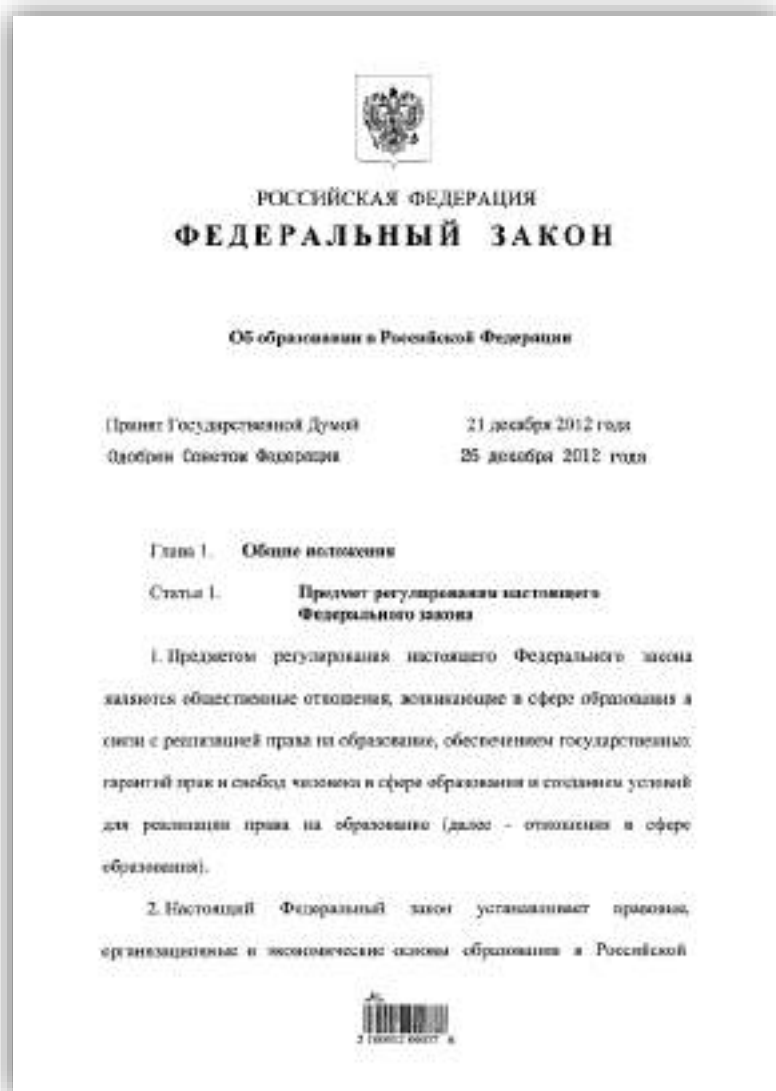 РОССИЙСКАЯ ФЕДЕРАЦИЯ
ФЕДЕРАЛЬНЫЙ ЗАКОН
Об образовании в Российской Федерации
Принят Государственной Думой 21 декабря 2012 года
Одобрен Советом Федерации 26 декабря 2012 года
Глава 1. Общие положения
Статья 1. Предмет регулирования настоящего
Федерального закона
1. Предметом регулирования настоящего Федерального закона
являются общественные отношения, возникающие в сфере образования в
связи с реализацией права на образование, обеспечением государственных
гарантий прав и свобод человека в сфере образования и созданием условий
для реализации права на образование (далее - отношения в сфере
образования).
2. Настоящий Федеральный закон устанавливает правовые,
организационные и экономические основы образования в Российской